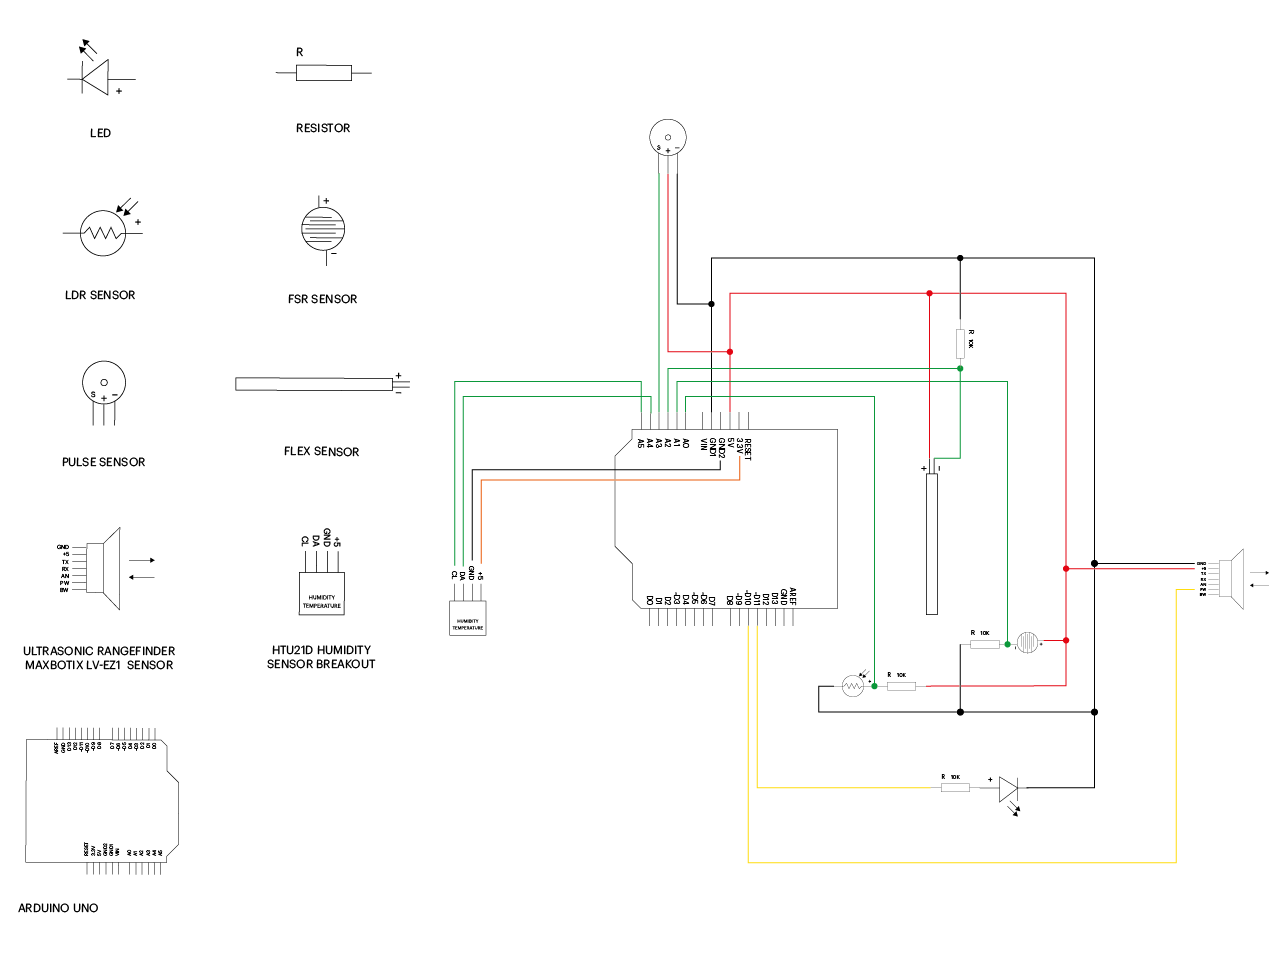 +
LED
R
RESISTOR
+
LDR SENSOR
+
−
FSR SENSOR
S + −
PULSE SENSOR
+
−
FLEX SENSOR
GND
+5
TX
RX
AN
PW
BW
ULTRASONIC RANGEFINDER
MAXBOTIX LV-EZ1 SENSOR
CL DA GND +5
HUMIDITY
TEMPERATURE
HTU21D HUMIDITY
SENSOR BREAKOUT
AREF GND D13 D12 -D11 -D10 -D9 D8 D7 -D6 -D5 D4 -D3 D2 D1 D0
RESET 3.3V 5V GND2 GND1 VIN A0 A1 A2 A3 A4 A5
ARDUINO UNO
S + −
R 10K
A5 A4 A3 A2 A1 A0 VIN GND1 GND2 5V 3.3V RESET
+ −
CL DA GND +5
HUMIDITY
TEMPERATURE
D0 D1 D2 -D3 D4 -D5 -D6 D7 D8 -D9 -D10 -D11 D12 D13 GND AREF
GND
+5
TX
RX
AN
PW
BW
R 10K
- +
+
R 10K
R 10K
+